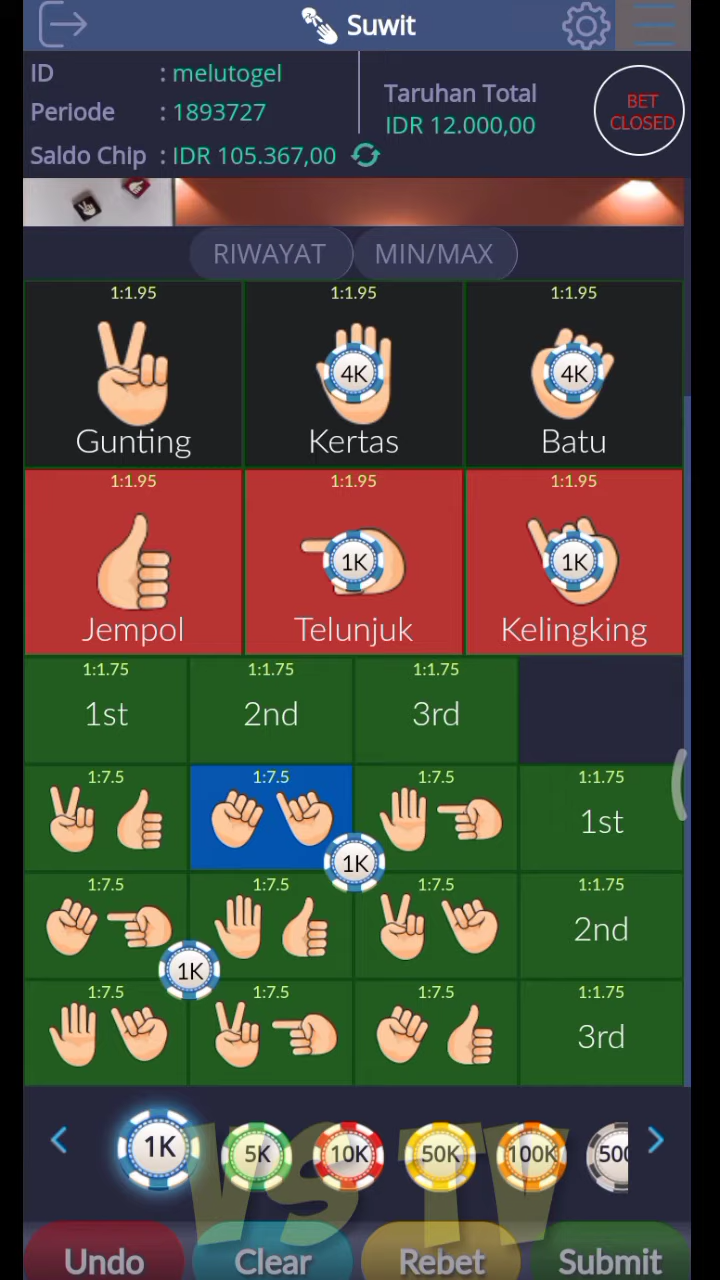 Suwit
ID : melutogel
Periode : 1893727
Saldo Chip : IDR 105.367,00
Taruhan Total
IDR 12.000,00
BET
CLOSED
RIWAYAT MIN/MAX
1:1.95 1:1.95 1:1.95
4K 4K
Gunting Kertas Batu
1:1.95 1:1.95 1:1.95
1K 1K
Jempol Telunjuk Kelingking
1:1.75 1:1.75 1:1.75
1st 2nd 3rd
1:7.5 1:7.5 1:7.5 1:1.75
1st
1K
1:7.5 1:7.5 1:7.5 1:1.75
2nd
1K
1:7.5 1:7.5 1:7.5 1:1.75
3rd
1K 5K 10K 50K 100K 500
VS TV
Undo Clear Rebet Submit